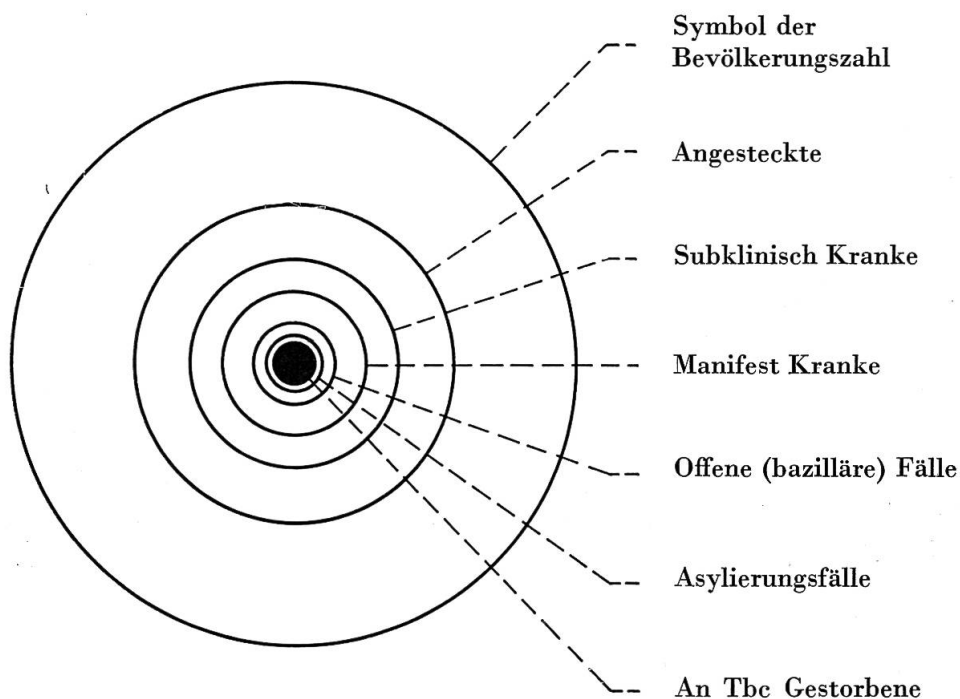 Symbol der
Bevölkerungszahl
Angesteckte
Subklinisch Kranke
Manifest Kranke
Offene (bazilläre) Fälle
Asylierungsfälle
An Tbc Gestorbene